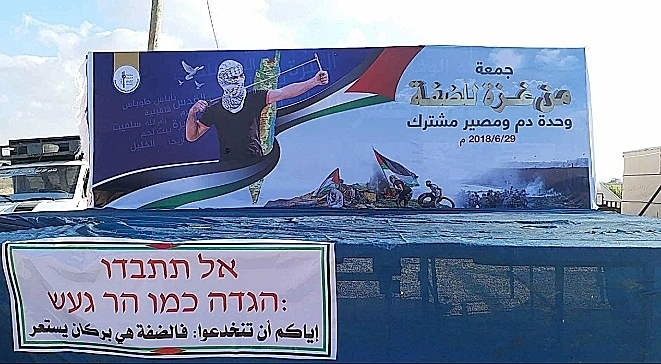 جمعة
من غزة للضفة
وحدة دم ومصير مشترك
2018/6/29 م
אל תתבדו
הגדה כמו הר געש:
إياكم أن تنخدعوا: فالضفة هي بركان يستعر